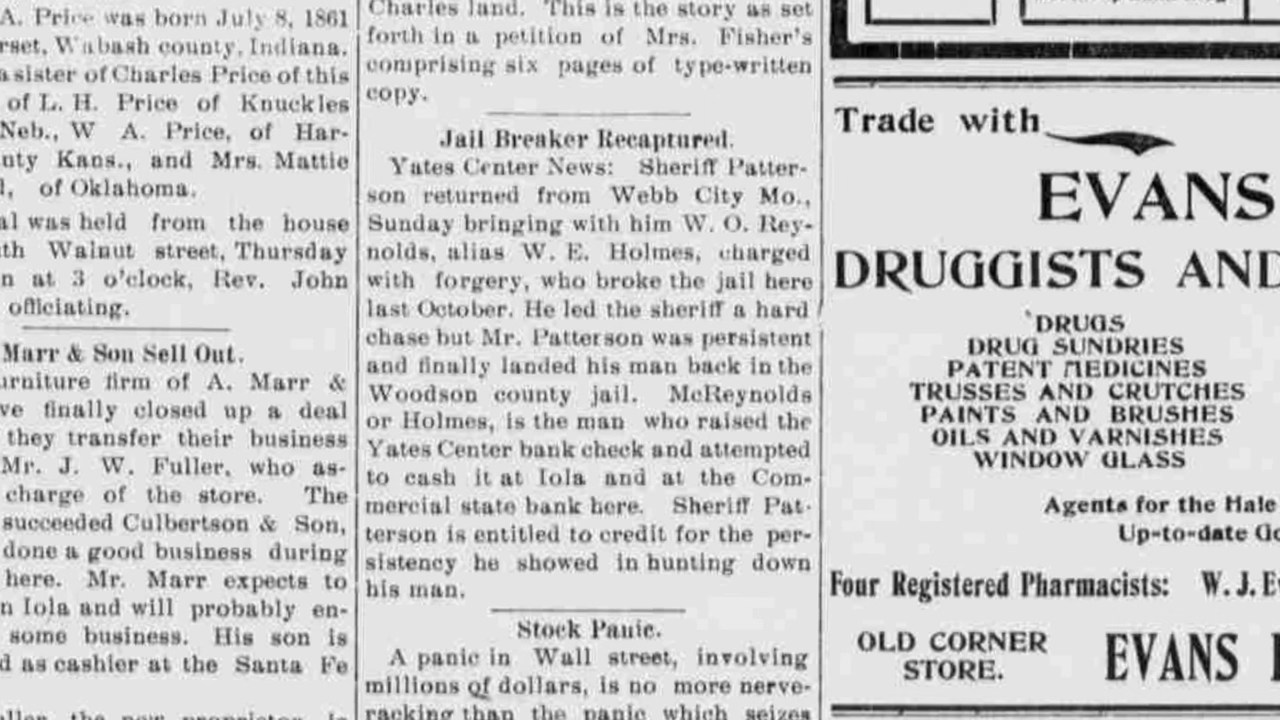 A. Price was born July 8, 1861
rset, Wabash county, Indiana.
a sister of Charles Price of this
of L. H. Price of Knuckles
Neb., W A. Price, of Har-
nty Kans., and Mrs. Mattie
l, of Oklahoma.
al was held from the house
th Walnut street, Thursday
n at 3 o'clock, Rev. John
officiating.
Marr & Son Sell Out.
urniture firm of A. Marr &
ve finally closed up a deal
they transfer their business
Mr. J. W. Fuller, who as-
charge of the store. The
succeeded Culbertson & Son,
done a good business during
here. Mr. Marr expects to
n Iola and will probably en-
some business. His son is
d as cashier at the Santa Fe
the new proprietor, is
Charles land. This is the story as set
forth in a petition of Mrs. Fisher's
comprising six pages of type-written
copy.
Jail Breaker Recaptured.
Yates Center News: Sheriff Patter-
son returned from Webb City Mo.,
Sunday bringing with him W. O. Rey-
nolds, alias W. E. Holmes, charged
with forgery, who broke the jail here
last October. He led the sheriff a hard
chase but Mr. Patterson was persistent
and finally landed his man back in the
Woodson county jail. McReynolds
or Holmes, is the man who raised the
Yates Center bank check and attempted
to cash it at Iola and at the Com-
mercial state bank here. Sheriff Pat-
terson is entitled to credit for the per-
sistency he showed in hunting down
his man.
Stock Panic.
A panic in Wall street, involving
millions of dollars, is no more nerve-
racking than the panic which seizes
Trade with
EVANS
DRUGGISTS AND
DRUGS
DRUG SUNDRIES
PATENT MEDICINES
TRUSSES AND CRUTCHES
PAINTS AND BRUSHES
OILS AND VARNISHES
WINDOW GLASS
Agents for the Hale
Up-to-date Go
Four Registered Pharmacists: W. J. Ev
OLD CORNER
STORE.
EVANS